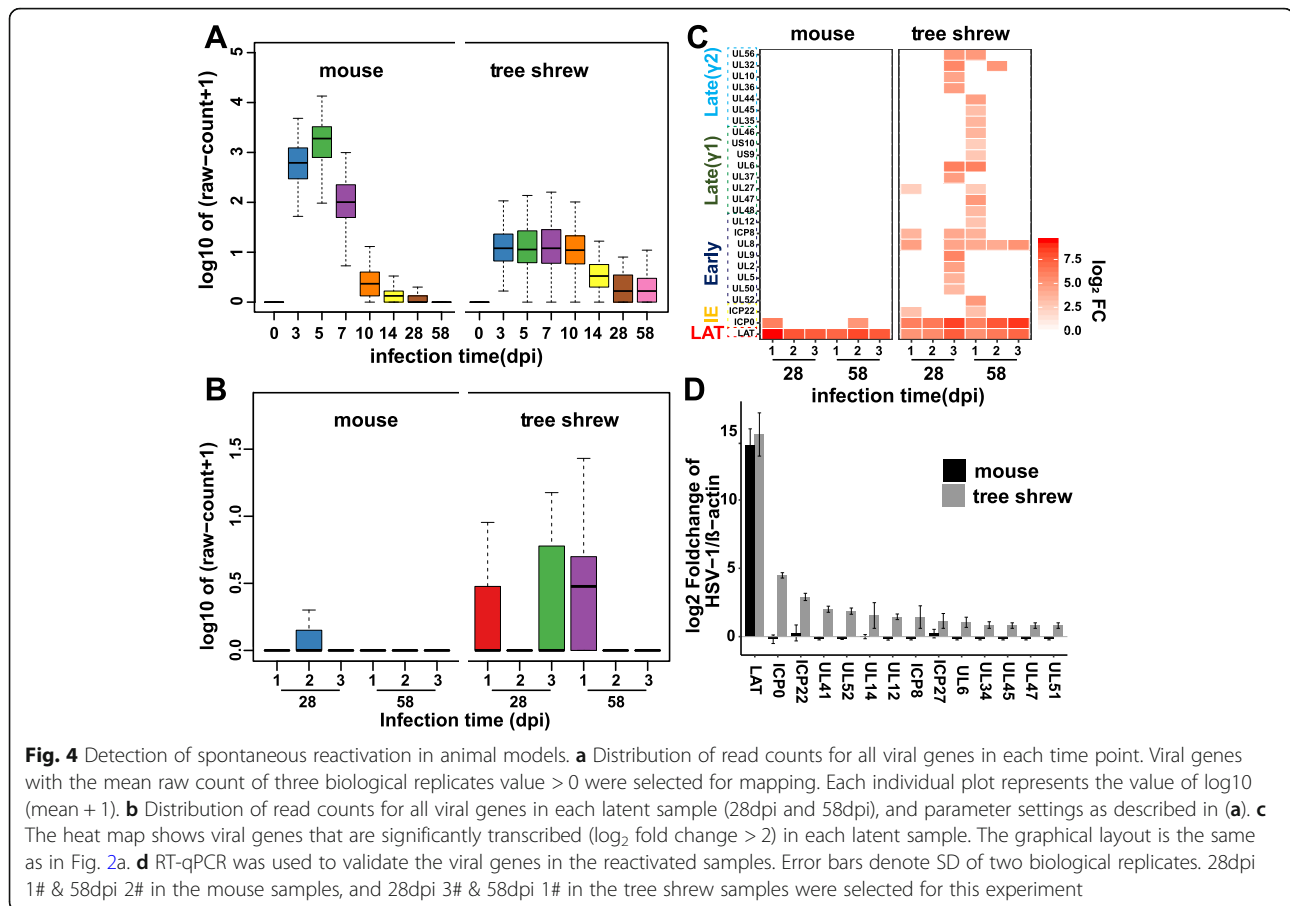 A
mouse
tree shrew
log10 of (raw−count+1)
5
4
3
2
1
0
0 3 5 7 10 14 28 58 0 3 5 7 10 14 28 58
infection time(dpi)
B
mouse
tree shrew
log10 of (raw−count+1)
1.5
1.0
0.5
0.0
1 2 3 1 2 3 1 2 3 1 2 3
28 58 28 58
Infection time (dpi)
C
mouse
tree shrew
Late(γ2)
Late(γ1)
Early
IE
LAT
UL56
UL32
UL10
UL36
UL44
UL45
UL35
UL46
US10
US9
UL6
UL37
UL27
UL47
UL48
UL12
ICP8
UL8
UL9
UL2
UL5
UL50
UL52
ICP22
ICP0
LAT
1 2 3 1 2 3 1 2 3 1 2 3
28 58 28 58
infection time(dpi)
7.5
5.0
2.5
0.0
log₂ FC
D
log2 Foldchange of
HSV−1/ß−actin
15
10
5
0
mouse
tree shrew
LAT ICP0 ICP22 UL41 UL52 UL14 UL12 ICP8 ICP27 UL6 UL34 UL45 UL47 UL51
Fig. 4 Detection of spontaneous reactivation in animal models. a Distribution of read counts for all viral genes in each time point. Viral genes
with the mean raw count of three biological replicates value > 0 were selected for mapping. Each individual plot represents the value of log10
(mean + 1). b Distribution of read counts for all viral genes in each latent sample (28dpi and 58dpi), and parameter settings as described in (a). c
The heat map shows viral genes that are significantly transcribed (log₂ fold change > 2) in each latent sample. The graphical layout is the same
as in Fig. 2a. d RT-qPCR was used to validate the viral genes in the reactivated samples. Error bars denote SD of two biological replicates. 28dpi
1# & 58dpi 2# in the mouse samples, and 28dpi 3# & 58dpi 1# in the tree shrew samples were selected for this experiment